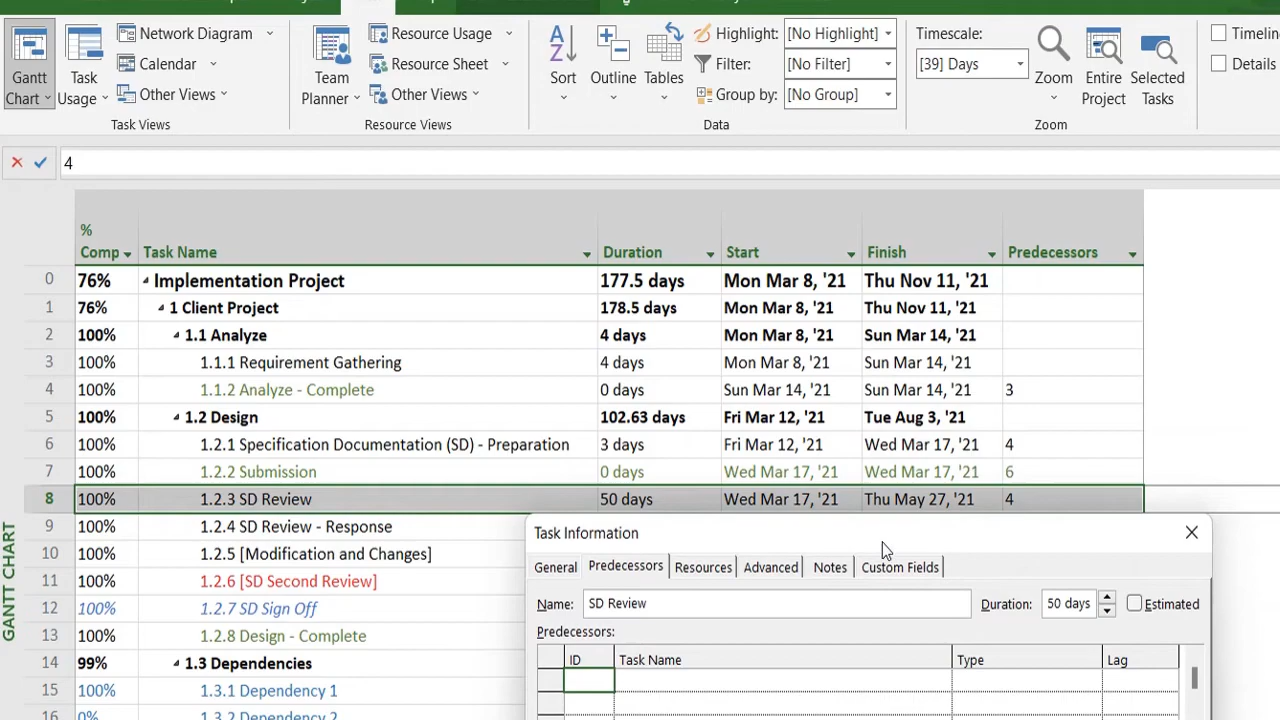 Network Diagram
Resource Usage
Highlight: [No Highlight]
Timescale:
Timeline
Gantt
Chart
Task
Usage
Calendar
Team
Planner
Resource Sheet
Sort
Outline
Tables
Filter: [No Filter]
[39] Days
Zoom
Entire
Project
Selected
Tasks
Details
Other Views
Other Views
Group by: [No Group]
Task Views
Resource Views
Data
Zoom
4
%
Comp Task Name Duration Start Finish Predecessors
0 76% Implementation Project 177.5 days Mon Mar 8, '21 Thu Nov 11, '21
1 76% 1 Client Project 178.5 days Mon Mar 8, '21 Thu Nov 11, '21
2 100% 1.1 Analyze 4 days Mon Mar 8, '21 Sun Mar 14, '21
3 100% 1.1.1 Requirement Gathering 4 days Mon Mar 8, '21 Sun Mar 14, '21
4 100% 1.1.2 Analyze - Complete 0 days Sun Mar 14, '21 Sun Mar 14, '21 3
5 100% 1.2 Design 102.63 days Fri Mar 12, '21 Tue Aug 3, '21
6 100% 1.2.1 Specification Documentation (SD) - Preparation 3 days Fri Mar 12, '21 Wed Mar 17, '21 4
7 100% 1.2.2 Submission 0 days Wed Mar 17, '21 Wed Mar 17, '21 6
8 100% 1.2.3 SD Review 50 days Wed Mar 17, '21 Thu May 27, '21 4
9 100% 1.2.4 SD Review - Response
10 100% 1.2.5 [Modification and Changes]
11 100% 1.2.6 [SD Second Review]
12 100% 1.2.7 SD Sign Off
13 100% 1.2.8 Design - Complete
14 99% 1.3 Dependencies
15 100% 1.3.1 Dependency 1
16 0% 1.3.2 Dependency 2
GANTT CHART
Task Information
General Predecessors Resources Advanced Notes Custom Fields
Name: SD Review Duration: 50 days Estimated
Predecessors:
ID Task Name Type Lag